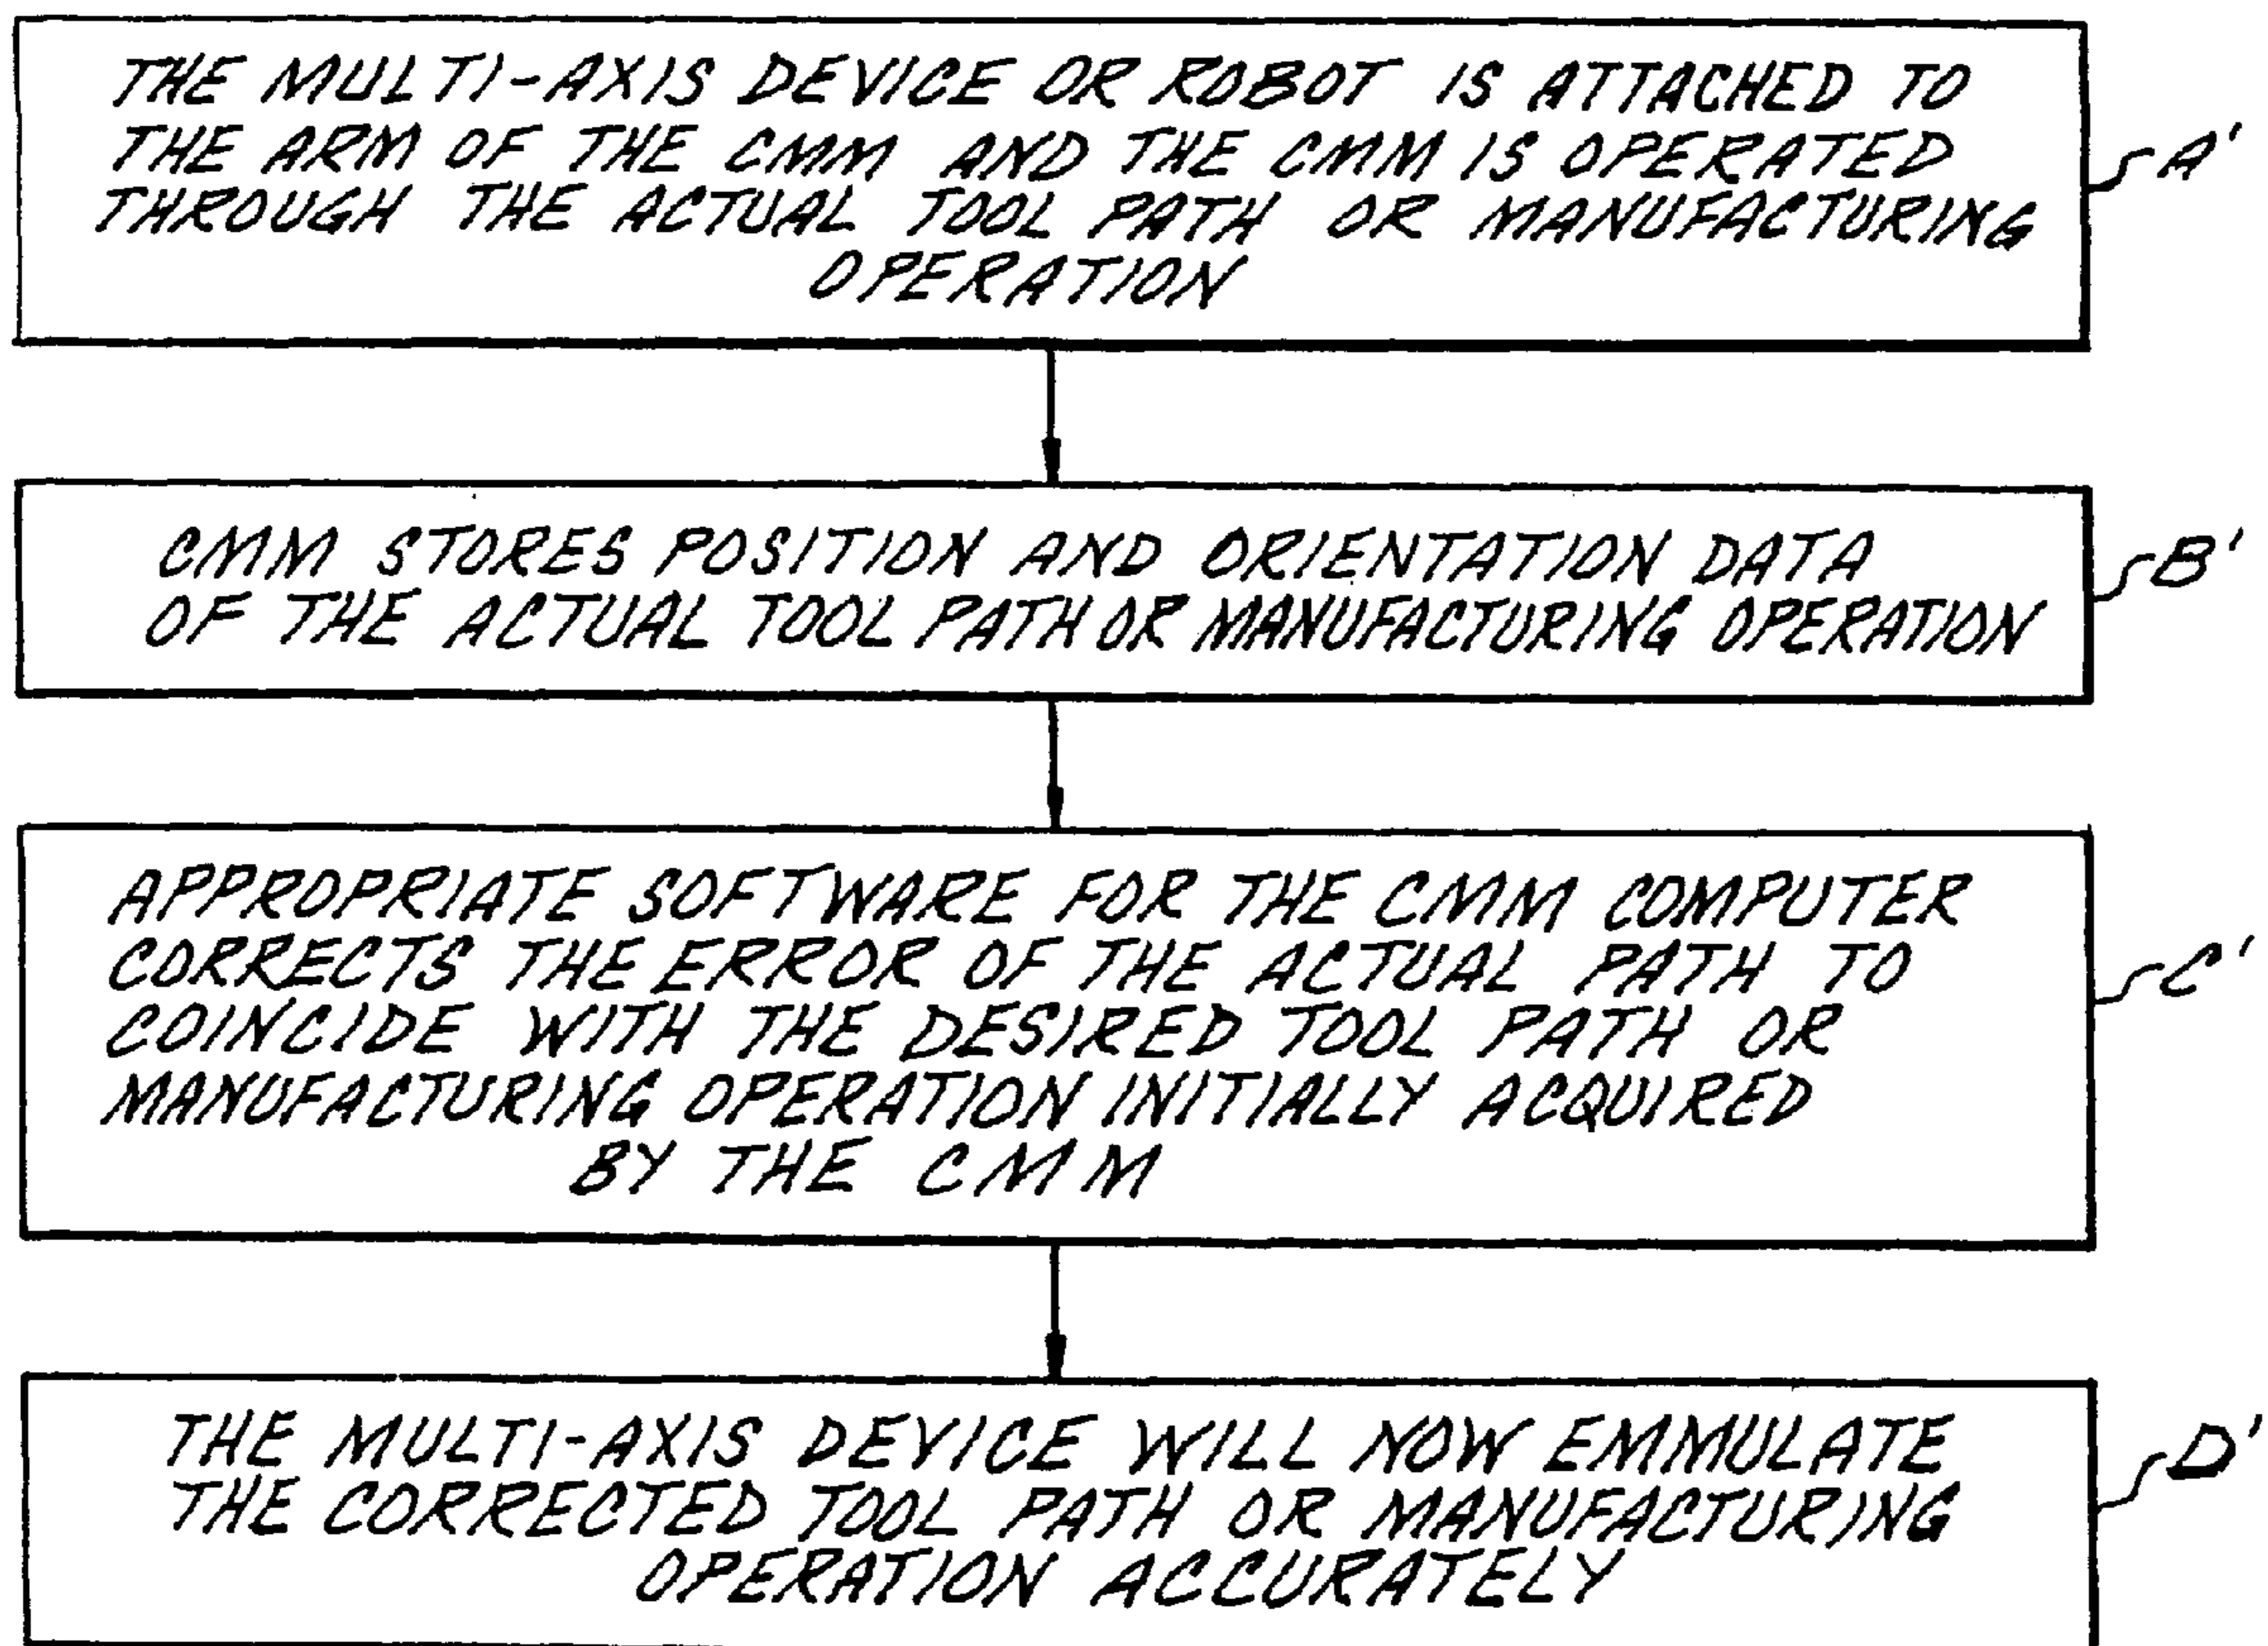 THE MULTI-AXIS DEVICE OR ROBOT IS ATTACHED TO
THE ARM OF THE CMM AND THE CMM IS OPERATED
THROUGH THE ACTUAL TOOL PATH OR MANUFACTURING
OPERATION
A'
CMM STORES POSITION AND ORIENTATION DATA
OF THE ACTUAL TOOL PATH OR MANUFACTURING OPERATION
B'
APPROPRIATE SOFTWARE FOR THE CMM COMPUTER
CORRECTS THE ERROR OF THE ACTUAL PATH TO
COINCIDE WITH THE DESIRED TOOL PATH OR
MANUFACTURING OPERATION INITIALLY ACQUIRED
BY THE CMM
C'
THE MULTI-AXIS DEVICE WILL NOW EMMULATE
THE CORRECTED TOOL PATH OR MANUFACTURING
OPERATION ACCURATELY
D'